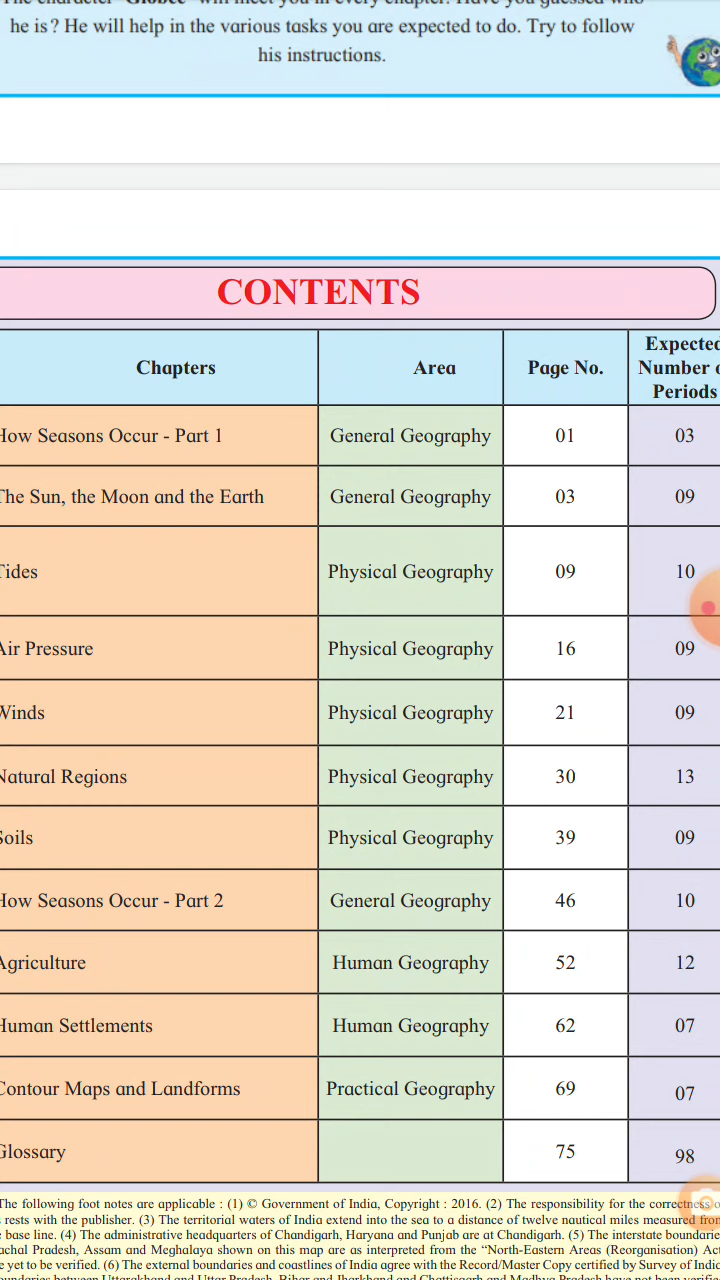 he is? He will help in the various tasks you are expected to do. Try to follow
his instructions.
CONTENTS
Chapters Area Page No. Expected Number of Periods
How Seasons Occur - Part 1 General Geography 01 03
The Sun, the Moon and the Earth General Geography 03 09
Tides Physical Geography 09 10
Air Pressure Physical Geography 16 09
Winds Physical Geography 21 09
Natural Regions Physical Geography 30 13
Soils Physical Geography 39 09
How Seasons Occur - Part 2 General Geography 46 10
Agriculture Human Geography 52 12
Human Settlements Human Geography 62 07
Contour Maps and Landforms Practical Geography 69 07
Glossary 75 98
The following foot notes are applicable : (1) © Government of India, Copyright : 2016. (2) The responsibility for the correctness o
rests with the publisher. (3) The territorial waters of India extend into the sea to a distance of twelve nautical miles measured from
base line. (4) The administrative headquarters of Chandigarh, Haryana and Punjab are at Chandigarh. (5) The interstate boundarie
achal Pradesh, Assam and Meghalaya shown on this map are as interpreted from the “North-Eastern Areas (Reorganisation) Act
yet to be verified. (6) The external boundaries and coastlines of India agree with the Record/Master Copy certified by Survey of India